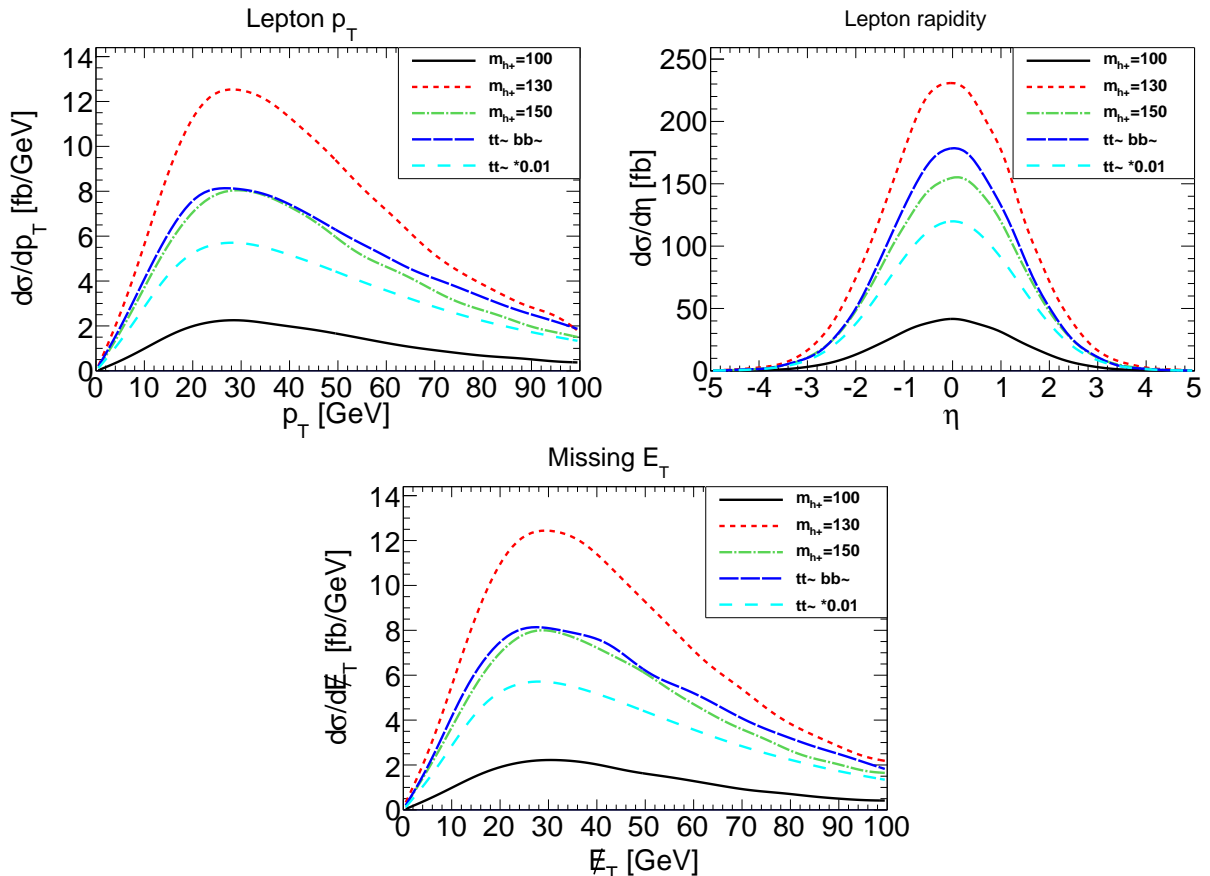 Lepton p_T
dσ/dp_T [fb/GeV]
14
12
10
8
6
4
2
0
m_h+=100
m_h+=130
m_h+=150
tt~ bb~
tt~ *0.01
0 10 20 30 40 50 60 70 80 90 100
p_T [GeV]
Lepton rapidity
dσ/dη [fb]
250
200
150
100
50
0
m_h+=100
m_h+=130
m_h+=150
tt~ bb~
tt~ *0.01
-5 -4 -3 -2 -1 0 1 2 3 4 5
η
Missing E_T
dσ/dE̸_T [fb/GeV]
14
12
10
8
6
4
2
0
m_h+=100
m_h+=130
m_h+=150
tt~ bb~
tt~ *0.01
0 10 20 30 40 50 60 70 80 90 100
E̸_T [GeV]